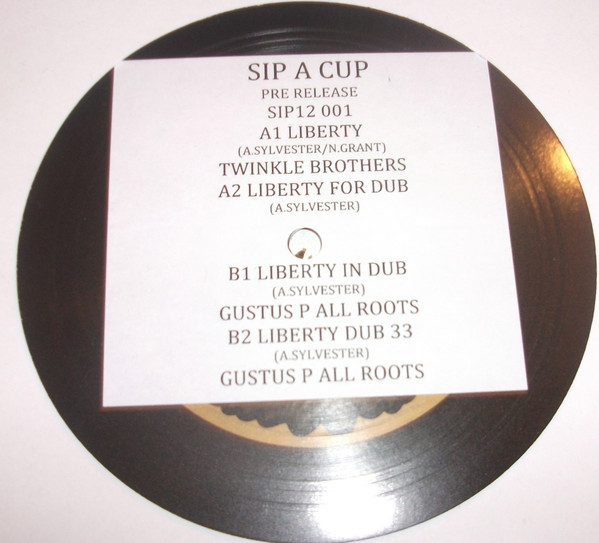 SIP A CUP
PRE RELEASE
SIP12 001
A1 LIBERTY
(A.SYLVESTER/N.GRANT)
TWINKLE BROTHERS
A2 LIBERTY FOR DUB
(A.SYLVESTER)
B1 LIBERTY IN DUB
(A.SYLVESTER)
GUSTUS P ALL ROOTS
B2 LIBERTY DUB 33
(A.SYLVESTER)
GUSTUS P ALL ROOTS